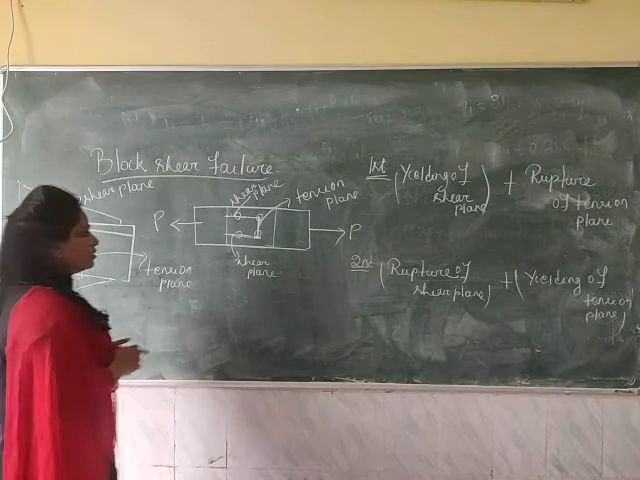 Block shear failure
shear plane
tension
plane
P
shear plane
tension
plane
P
shear
plane
1st (Yielding of
shear
plane) + Rupture
of tension
plane
2nd (Rupture of
shear plane) + (Yielding of
tension
plane)